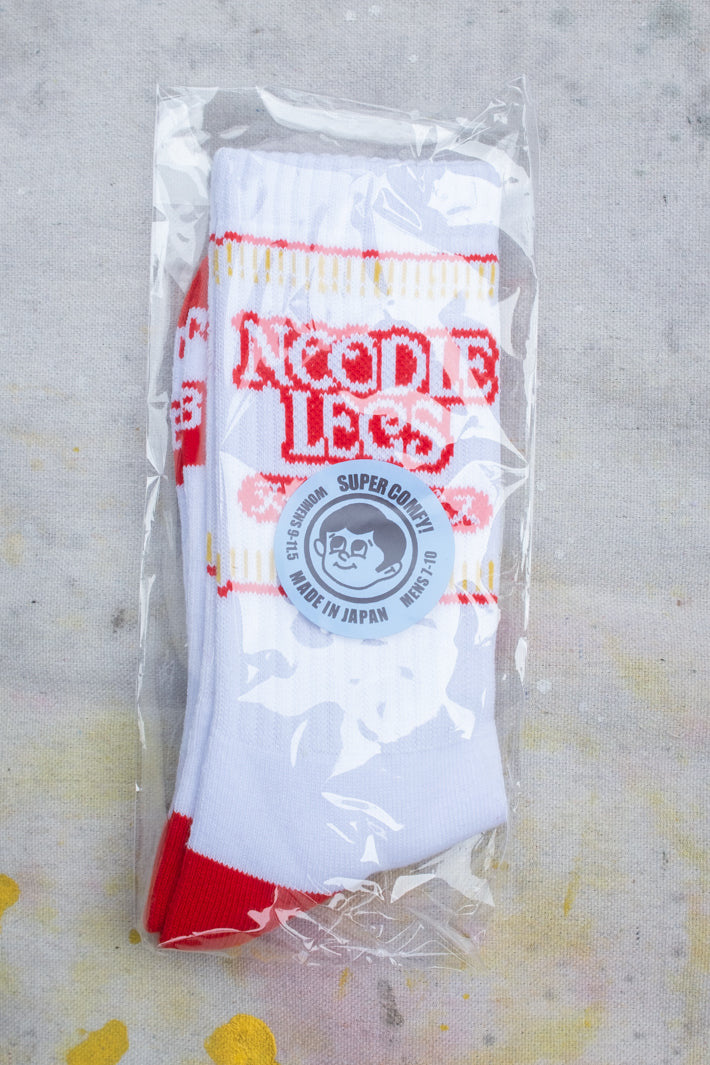 NOODLE
LEGS
SUPER COMFY!
WOMENS 9-11.5
MENS 7-10
MADE IN JAPAN